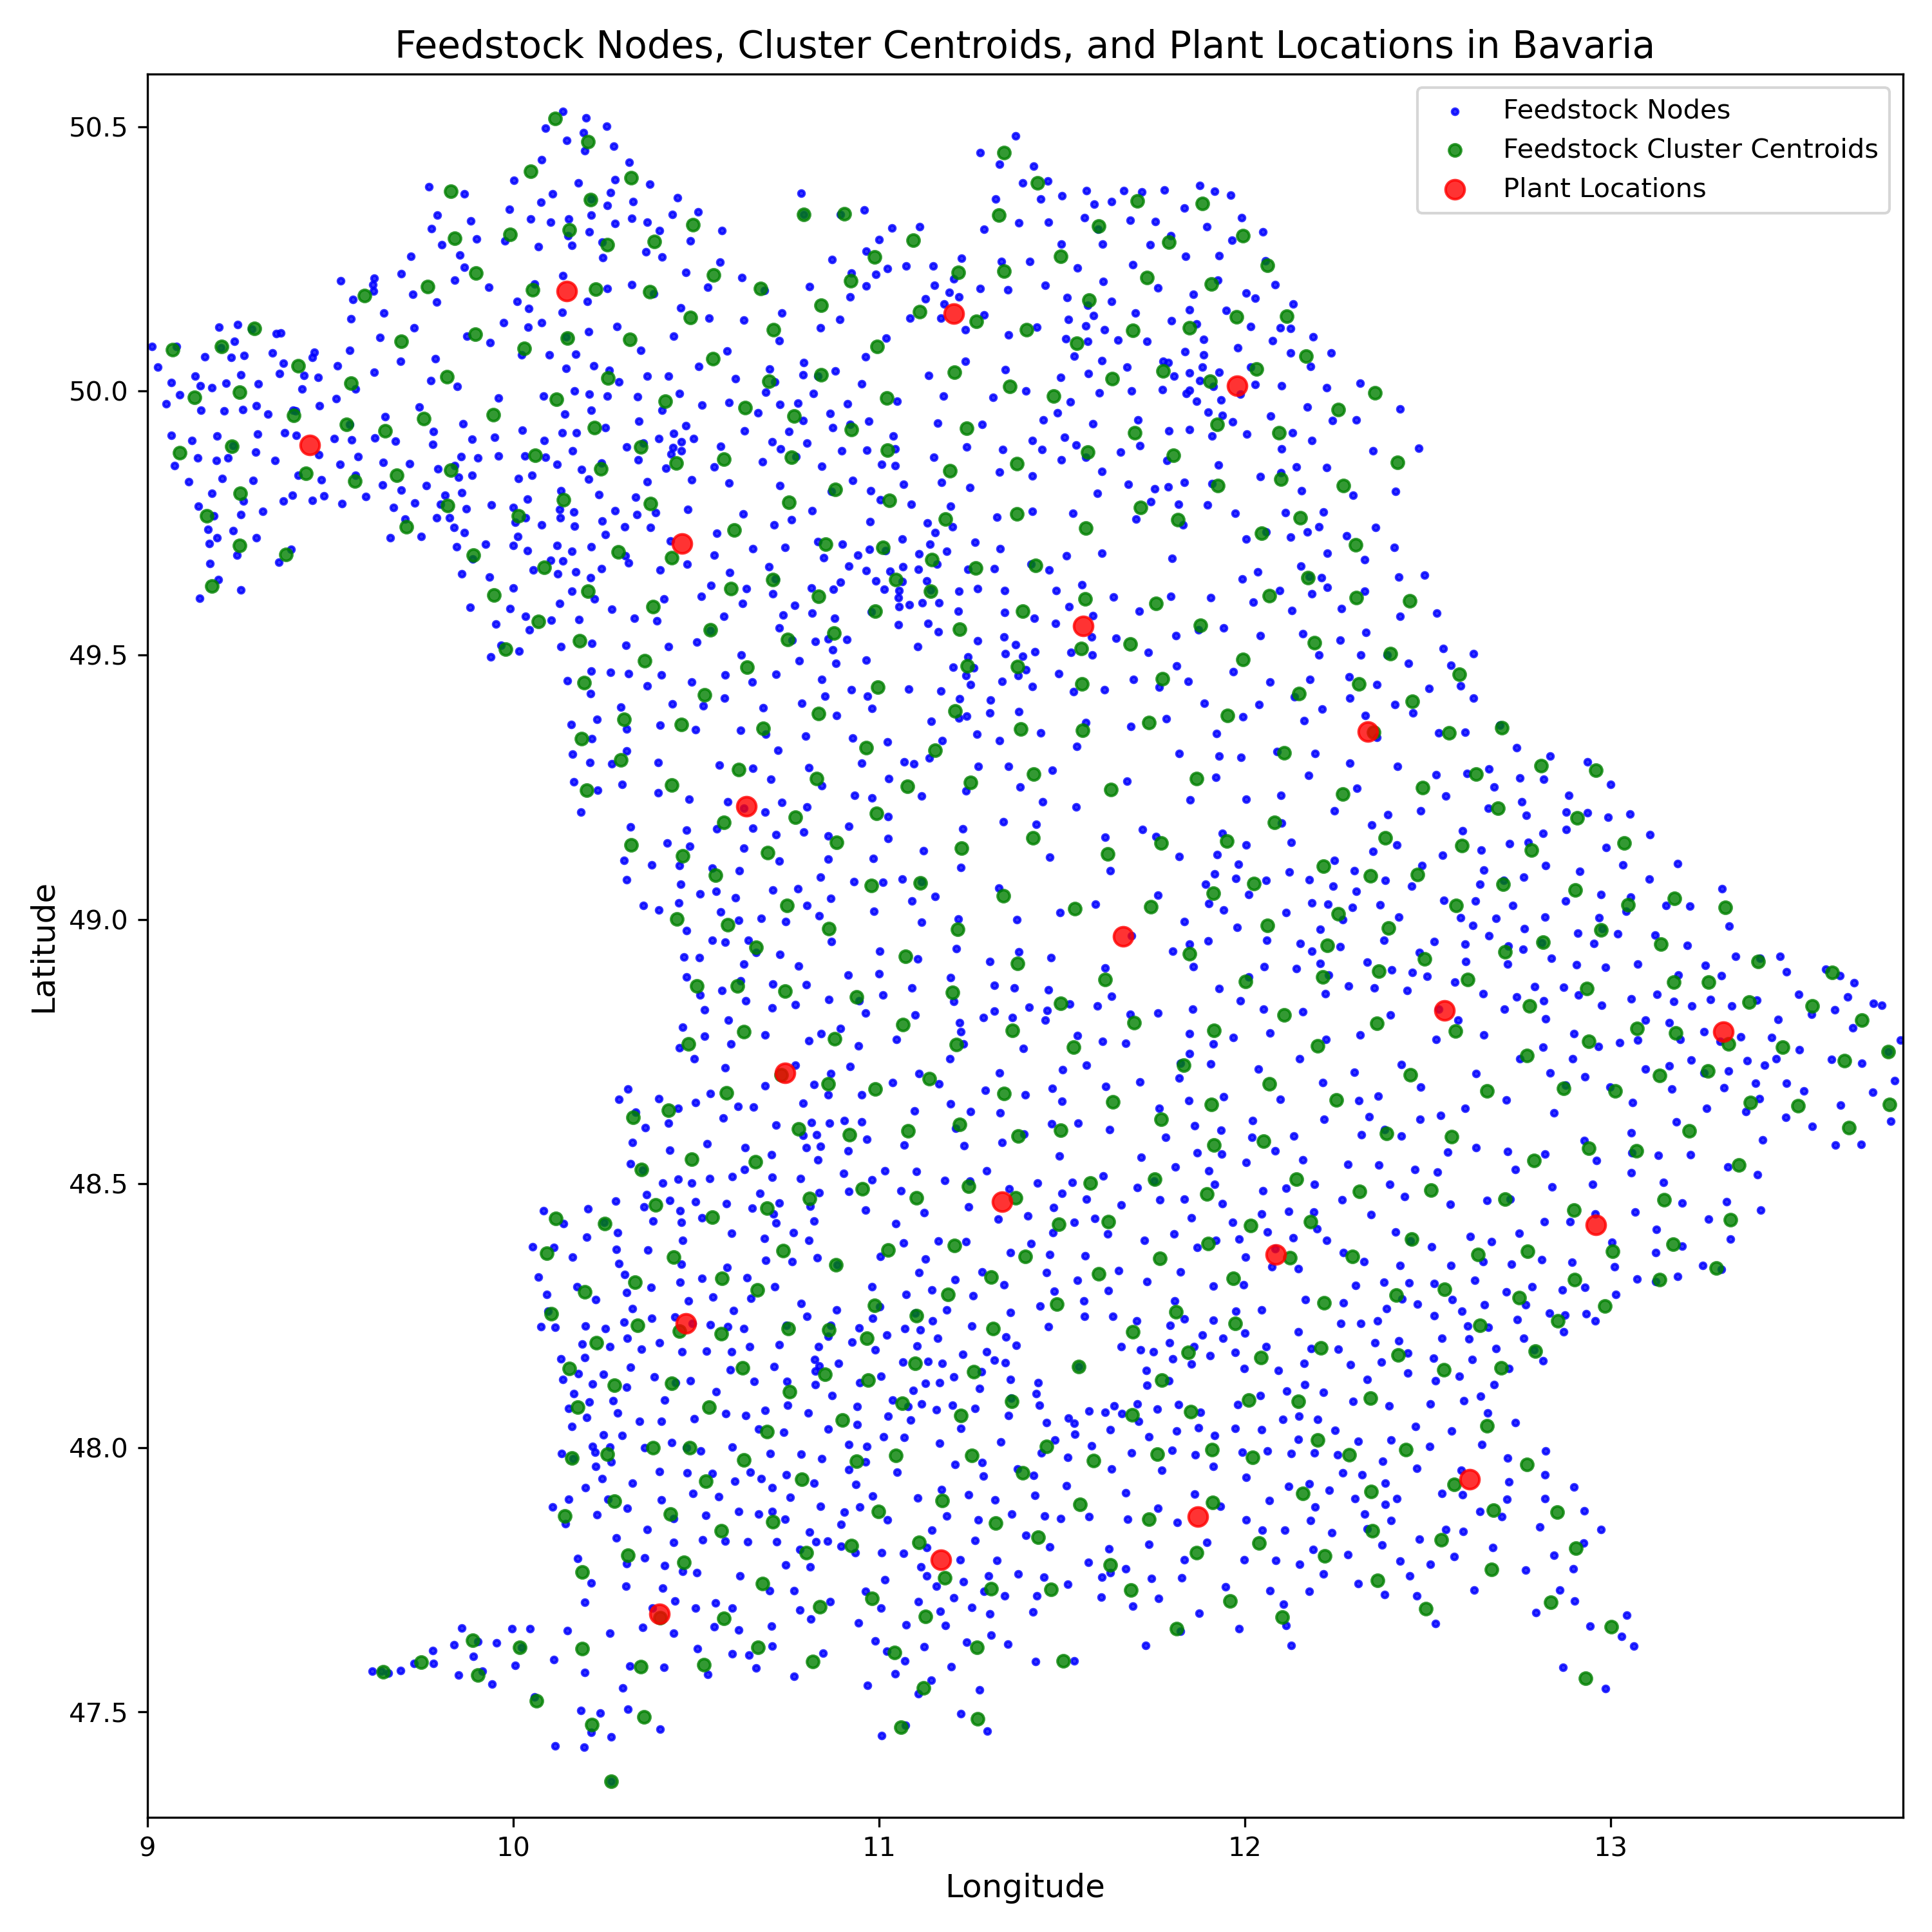 Feedstock Nodes, Cluster Centroids, and Plant Locations in Bavaria
Feedstock Nodes
Feedstock Cluster Centroids
Plant Locations
50.5
50.0
49.5
49.0
48.5
48.0
47.5
Latitude
9 10 11 12 13
Longitude